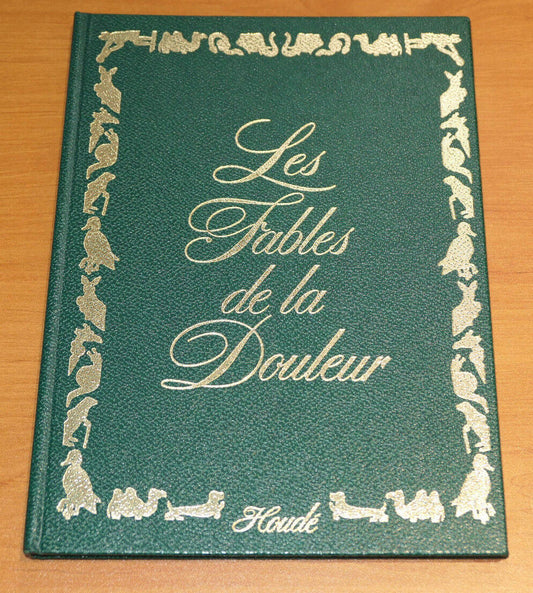 Les
Fables
de la
Douleur
Houdé